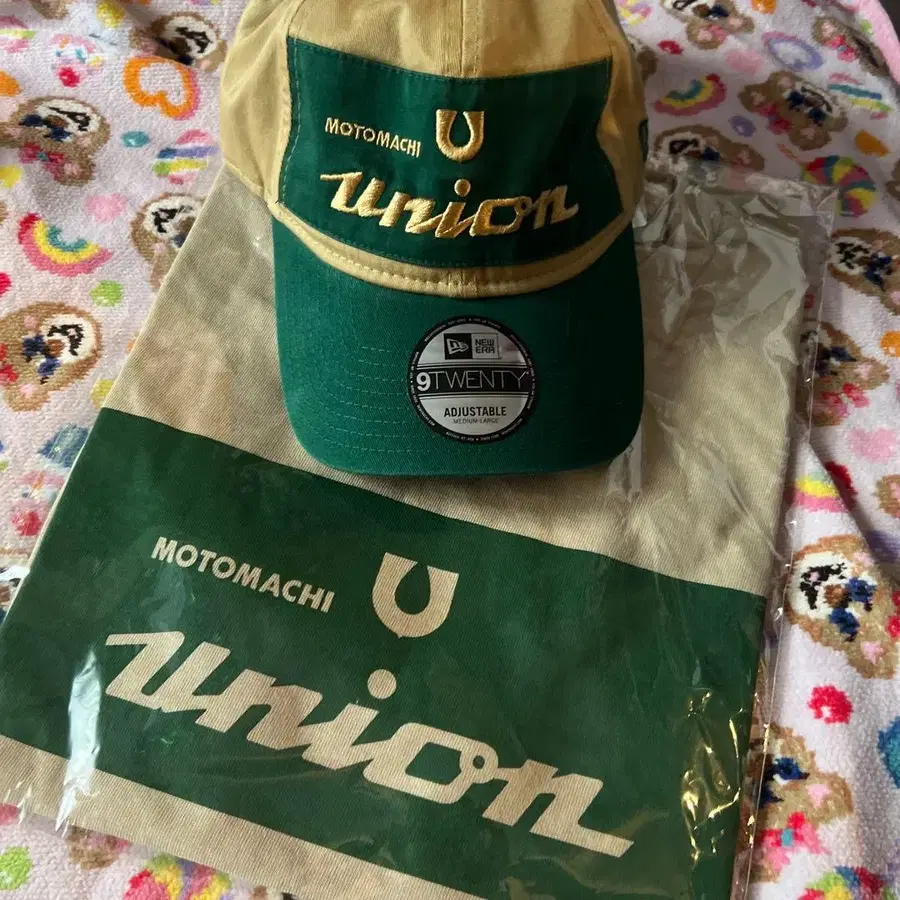 MOTOMACHI
union
NEW
ERA
9TWENTY
ADJUSTABLE
MEDIUM-LARGE
MOTOMACHI
union